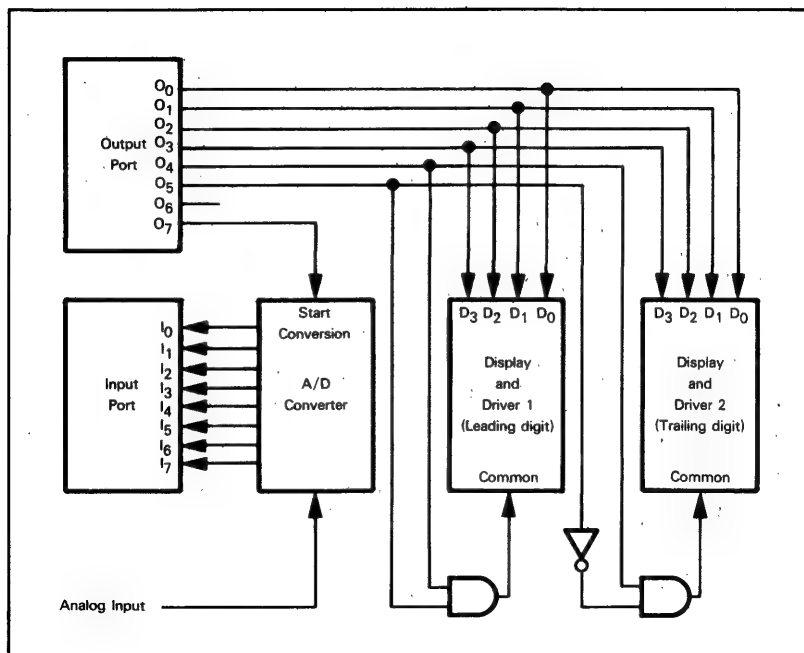 Output
Port
O0
O1
O2
O3
O4
O5
O6
O7
Input
Port
I0
I1
I2
I3
I4
I5
I6
I7
Start
Conversion
A/D
Converter
D3 D2 D1 D0
Display
and
Driver 1
(Leading digit)
Common
D3 D2 D1 D0
Display
and
Driver 2
(Trailing digit)
Common
Analog Input